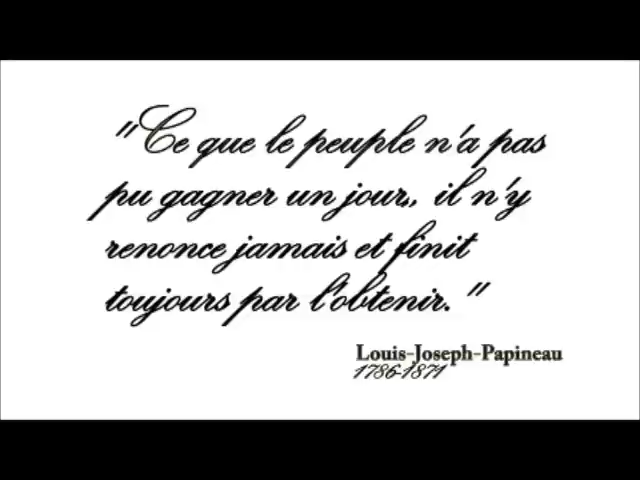 "Ce que le peuple n'a pas
pu gagner un jour,, il n'y
renonce jamais et finit
toujours par l'obtenir. "
Louis-Joseph-Papineau
1786-1871